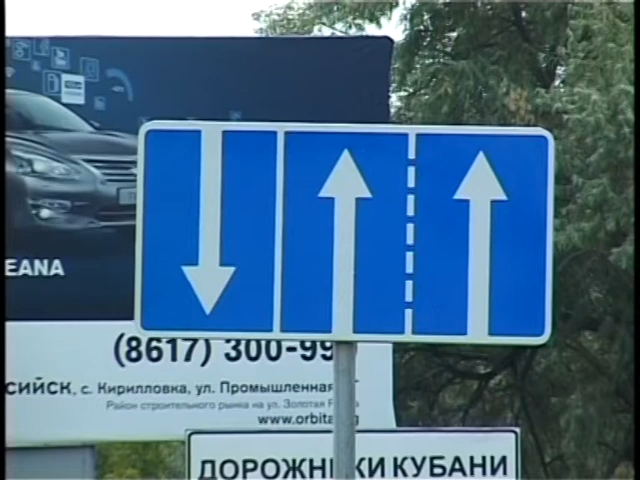 EANA
(8617) 300-99
СИЙСК, с. Кирилловка, ул. Промышленная
Район строительного рынка на ул. Золотая
www.orbita
ДОРОЖНИКИ КУБАНИ